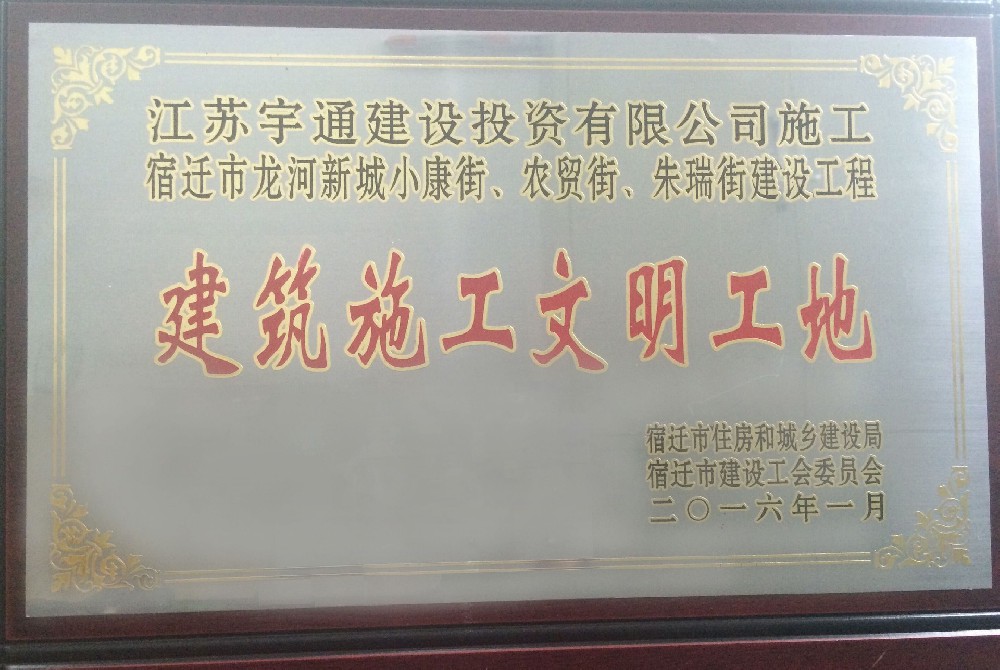 江苏宇通建设投资有限公司施工
宿迁市龙河新城小康街、农贸街、朱瑞街建设工程
建筑施工文明工地
宿迁市住房和城乡建设局
宿迁市建设工会委员会
二〇一六年一月